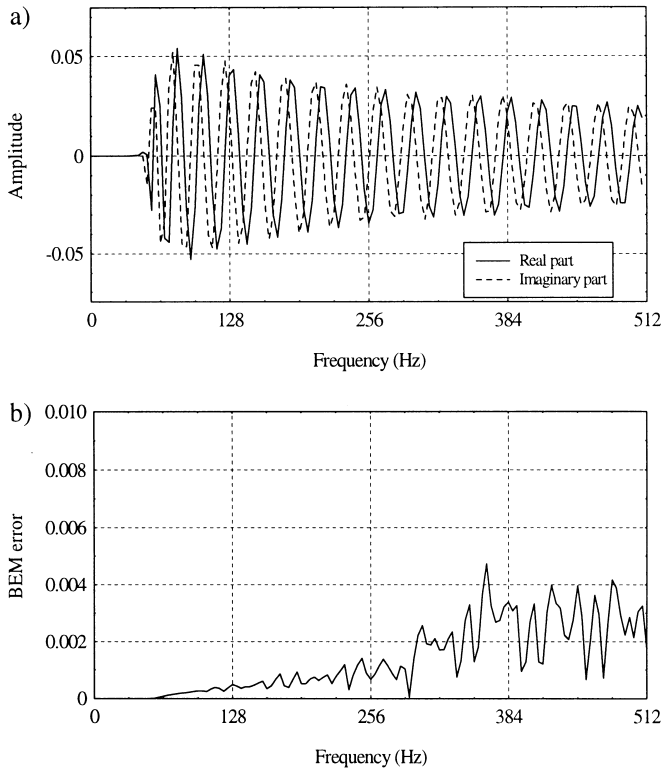 a)
0.05
0
-0.05
Amplitude
Real part
Imaginary part
0 128 256 384 512
Frequency (Hz)
b)
0.010
0.008
0.006
0.004
0.002
0
BEM error
0 128 256 384 512
Frequency (Hz)